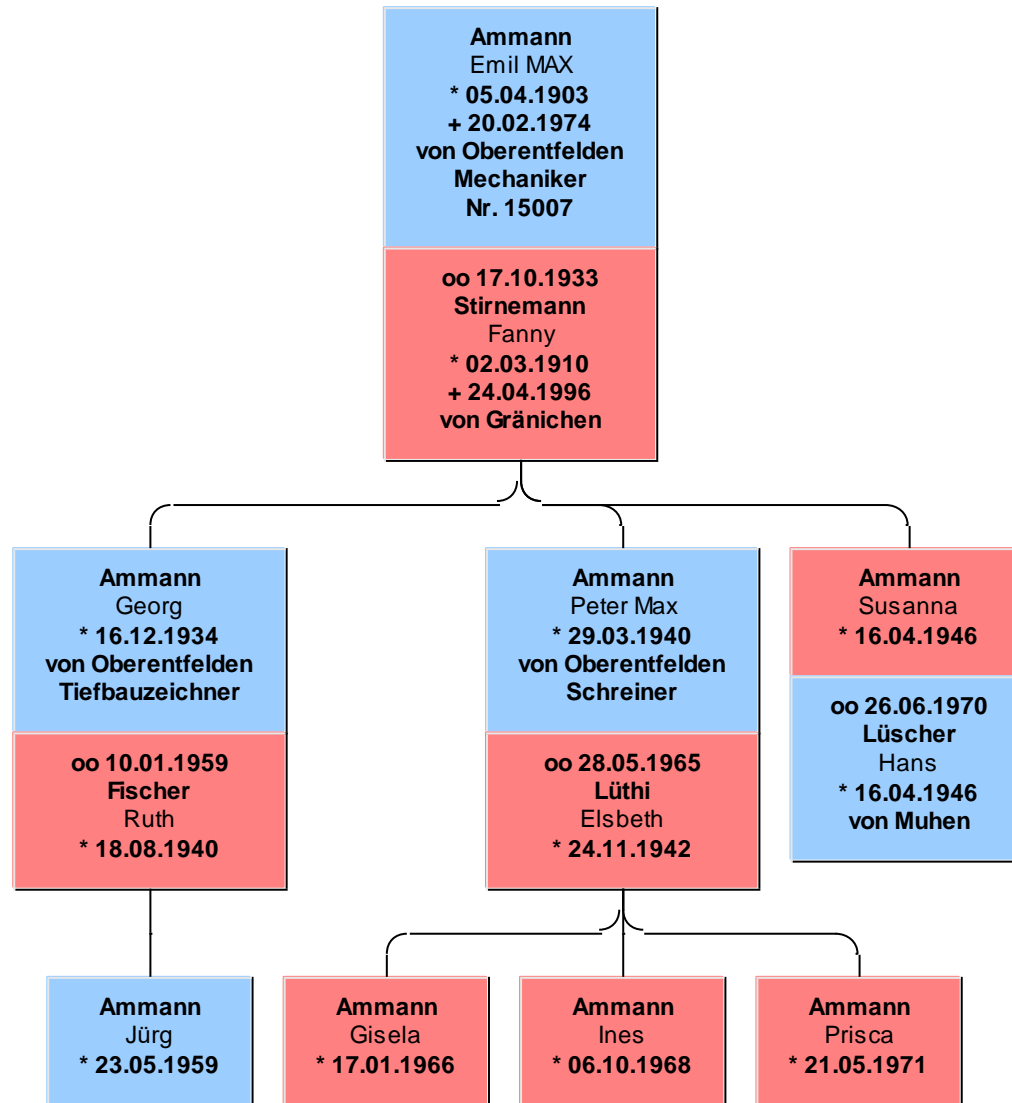 Ammann
Emil MAX
* 05.04.1903
+ 20.02.1974
von Oberentfelden
Mechaniker
Nr. 15007
oo 17.10.1933
Stirnemann
Fanny
* 02.03.1910
+ 24.04.1996
von Gränichen
Ammann
Georg
* 16.12.1934
von Oberentfelden
Tiefbauzeichner
oo 10.01.1959
Fischer
Ruth
* 18.08.1940
Ammann
Peter Max
* 29.03.1940
von Oberentfelden
Schreiner
oo 28.05.1965
Lüthi
Elsbeth
* 24.11.1942
Ammann
Susanna
* 16.04.1946
oo 26.06.1970
Lüscher
Hans
* 16.04.1946
von Muhen
Ammann
Jürg
* 23.05.1959
Ammann
Gisela
* 17.01.1966
Ammann
Ines
* 06.10.1968
Ammann
Prisca
* 21.05.1971